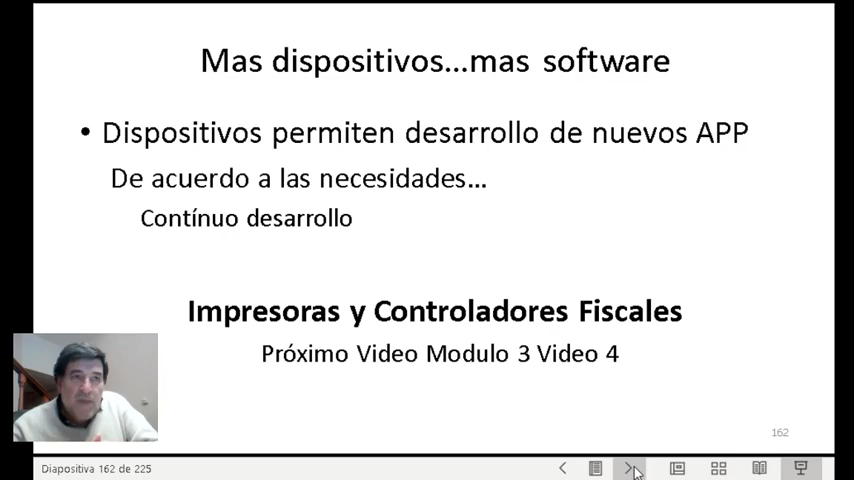 Mas dispositivos...mas software
• Dispositivos permiten desarrollo de nuevos APP
De acuerdo a las necesidades...
Contínuo desarrollo
Impresoras y Controladores Fiscales
Próximo Video Modulo 3 Video 4
162
Diapositiva 162 de 225